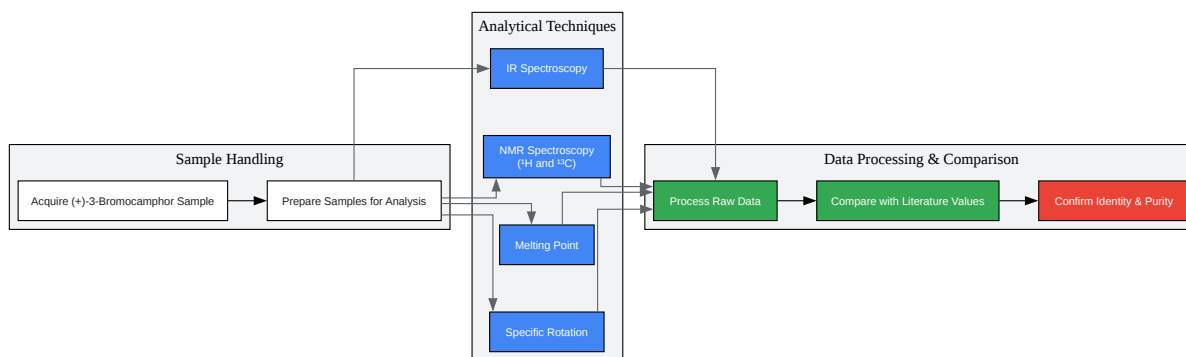 Analytical Techniques
IR Spectroscopy
NMR Spectroscopy
(¹H and ¹³C)
Melting Point
Specific Rotation
Sample Handling
Acquire (+)-3-Bromocamphor Sample
Prepare Samples for Analysis
Data Processing & Comparison
Process Raw Data
Compare with Literature Values
Confirm Identity & Purity